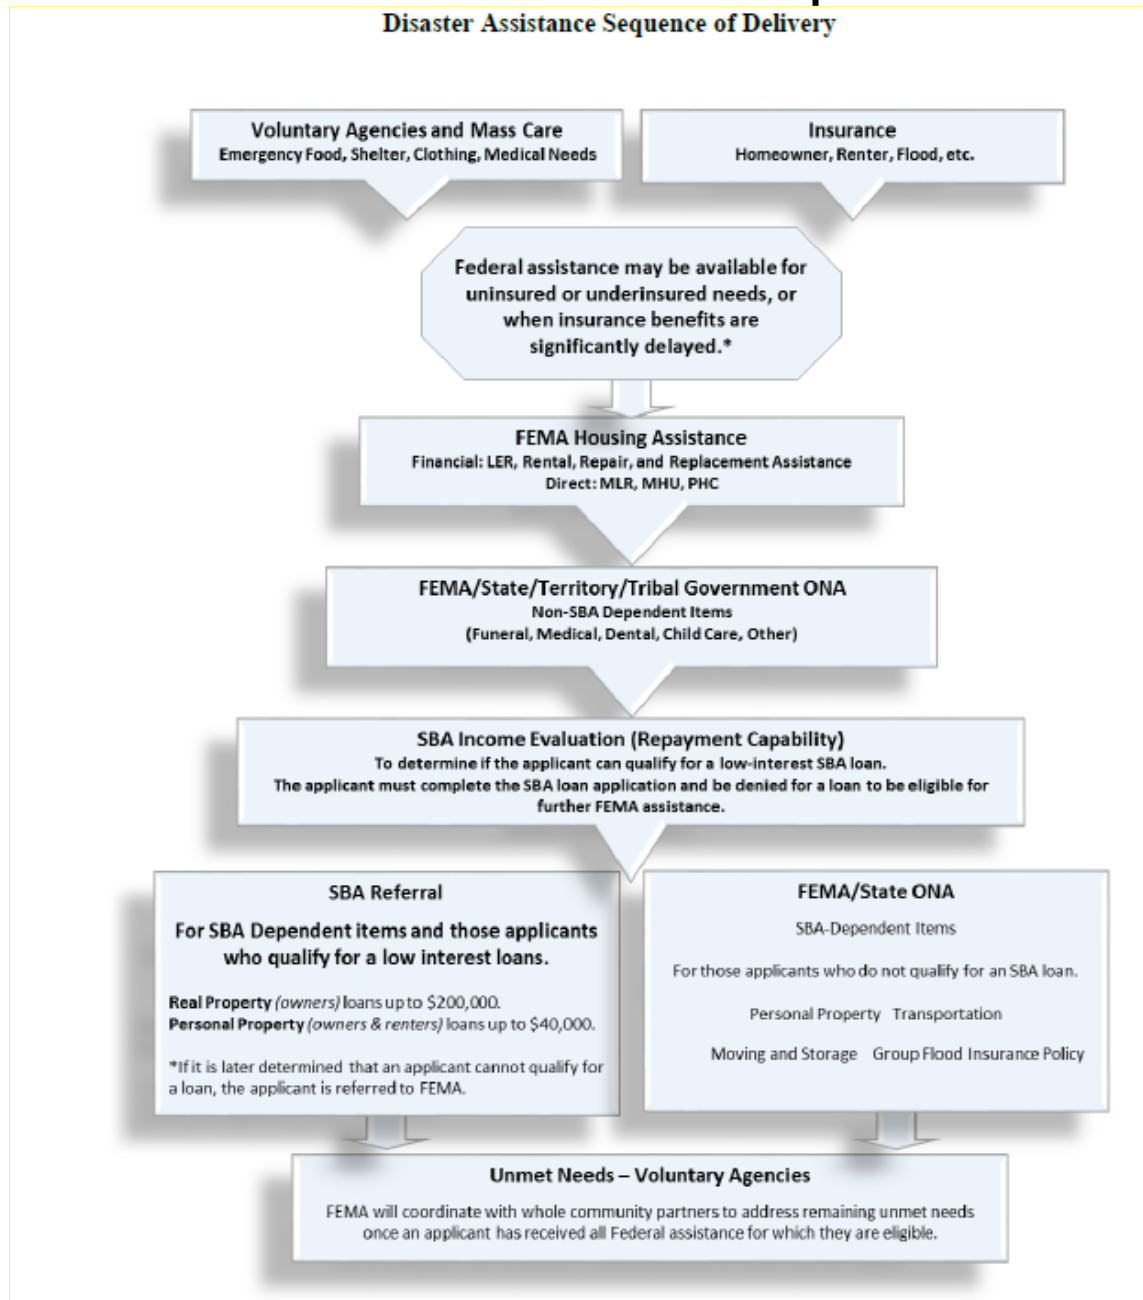 Disaster Assistance Sequence of Delivery
Voluntary Agencies and Mass Care
Emergency Food, Shelter, Clothing, Medical Needs
Insurance
Homeowner, Renter, Flood, etc.
Federal assistance may be available for
uninsured or underinsured needs, or
when insurance benefits are
significantly delayed.*
FEMA Housing Assistance
Financial: LER, Rental, Repair, and Replacement Assistance
Direct: MLR, MHU, PHC
FEMA/State/Territory/Tribal Government ONA
Non-SBA Dependent Items
(Funeral, Medical, Dental, Child Care, Other)
SBA Income Evaluation (Repayment Capability)
To determine if the applicant can qualify for a low-interest SBA loan.
The applicant must complete the SBA loan application and be denied for a loan to be eligible for
further FEMA assistance.
SBA Referral
For SBA Dependent items and those applicants
who qualify for a low interest loans.
Real Property (owners) loans up to $200,000.
Personal Property (owners & renters) loans up to $40,000.
*If it is later determined that an applicant cannot qualify for
a loan, the applicant is referred to FEMA.
FEMA/State ONA
SBA-Dependent Items
For those applicants who do not qualify for an SBA loan.
Personal Property Transportation
Moving and Storage Group Flood Insurance Policy
Unmet Needs – Voluntary Agencies
FEMA will coordinate with whole community partners to address remaining unmet needs
once an applicant has received all Federal assistance for which they are eligible.